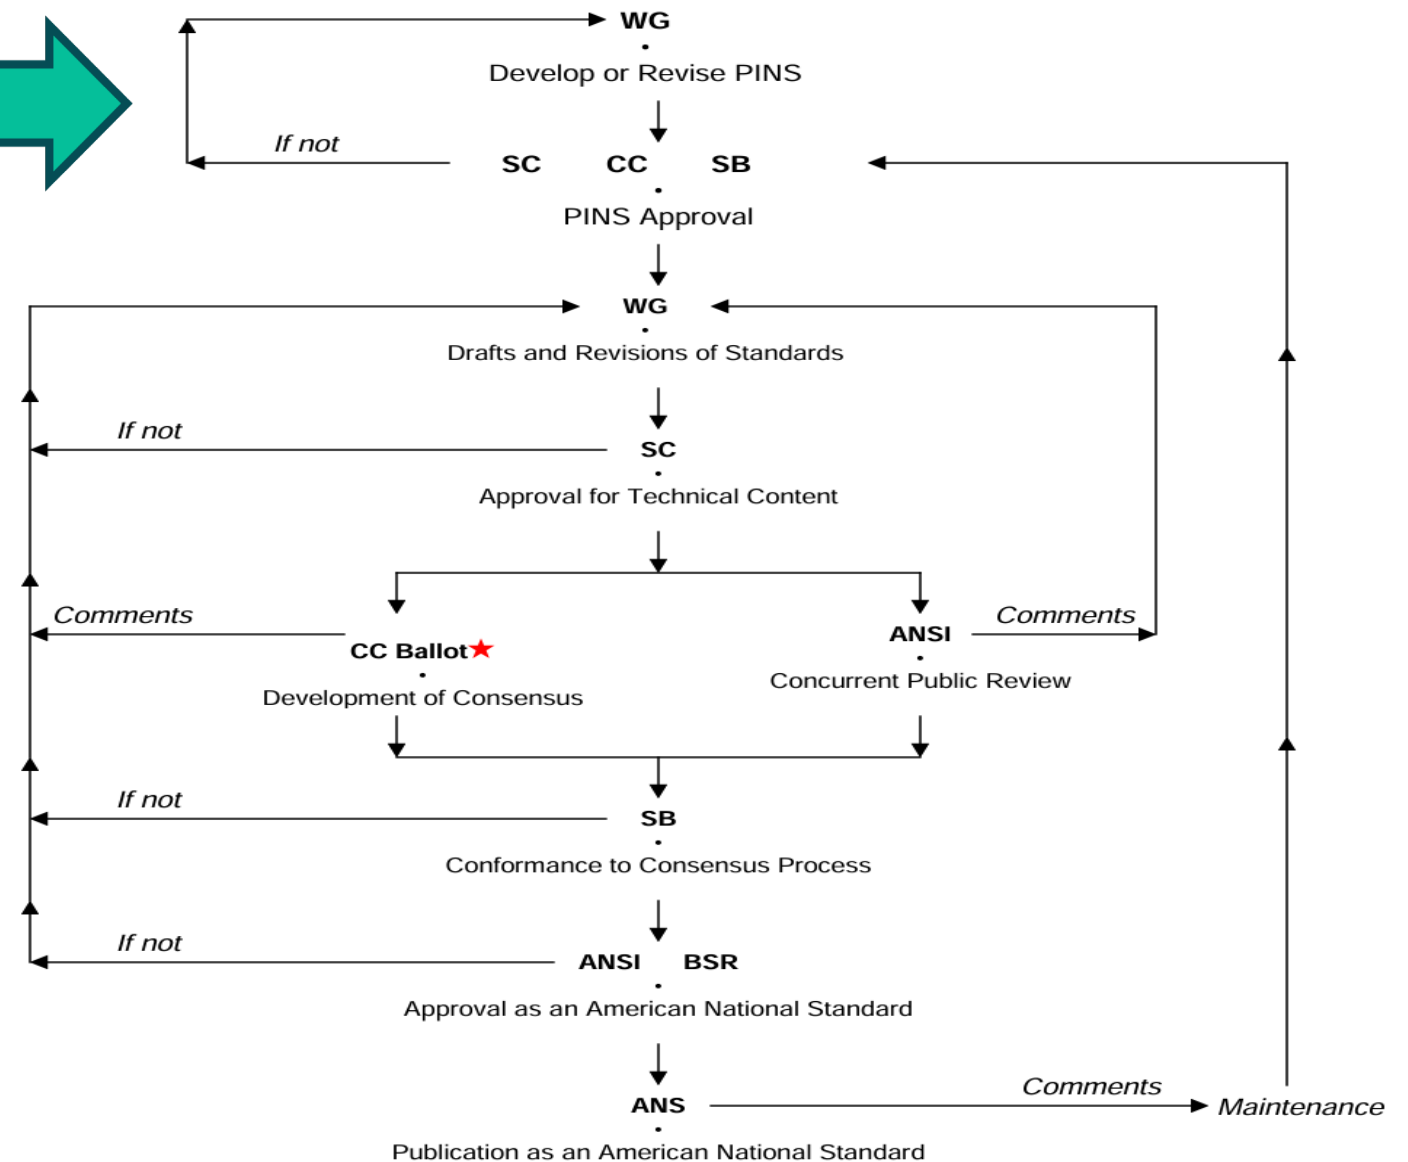 WG
Develop or Revise PINS
If not
SC CC SB
PINS Approval
WG
Drafts and Revisions of Standards
If not
SC
Approval for Technical Content
Comments
CC Ballot
Development of Consensus
ANSI
Comments
Concurrent Public Review
If not
SB
Conformance to Consensus Process
If not
ANSI BSR
Approval as an American National Standard
ANS
Comments
Maintenance
Publication as an American National Standard